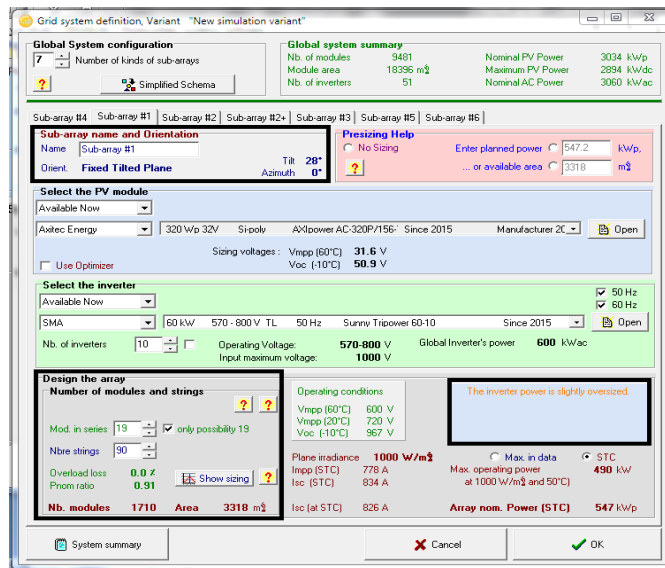 Grid system definition, Variant "New simulation variant"
Global System configuration
7 Number of kinds of sub-arrays
? Simplified Schema
Global system summary
Nb. of modules 9481 Nominal PV Power 3034 kWp
Module area 18396 m² Maximum PV Power 2894 kWdc
Nb. of inverters 51 Nominal AC Power 3060 kWac
Sub-array #4 Sub-array #1 Sub-array #2 Sub-array #2+ Sub-array #3 Sub-array #5 Sub-array #6
Sub-array name and Orientation
Name Sub-array #1
Orient. Fixed Tilted Plane Tilt 28°
Azimuth 0°
Presizing Help
No Sizing Enter planned power 547.2 kWp,
? ... or available area 3318 m²
Select the PV module
Available Now
Axitec Energy 320 Wp 32V Si-poly AXIpower AC-320P/156- Since 2015 Manufacturer 20 Open
Sizing voltages : Vmpp (60°C) 31.6 V
Use Optimizer Voc (-10°C) 50.9 V
Select the inverter
Available Now 50 Hz
60 Hz
SMA 60 kW 570 - 800 V TL 50 Hz Sunny Tripower 60-10 Since 2015 Open
Nb. of inverters 10 Operating Voltage: 570-800 V Global Inverter's power 600 kWac
Input maximum voltage: 1000 V
Design the array
Number of modules and strings
? ?
Mod. in series 19 only possibility 19
Nbre strings 90
Overload loss 0.0 %
Pnom ratio 0.91 Show sizing ?
Nb. modules 1710 Area 3318 m²
Operating conditions
Vmpp (60°C) 600 V
Vmpp (20°C) 720 V
Voc (-10°C) 967 V
Plane irradiance 1000 W/m²
Impp (STC) 778 A
Isc (STC) 834 A
Isc (at STC) 826 A
The inverter power is slightly oversized.
Max. in data STC
Max. operating power 490 kW
at 1000 W/m² and 50°C)
Array nom. Power (STC) 547 kWp
System summary Cancel OK